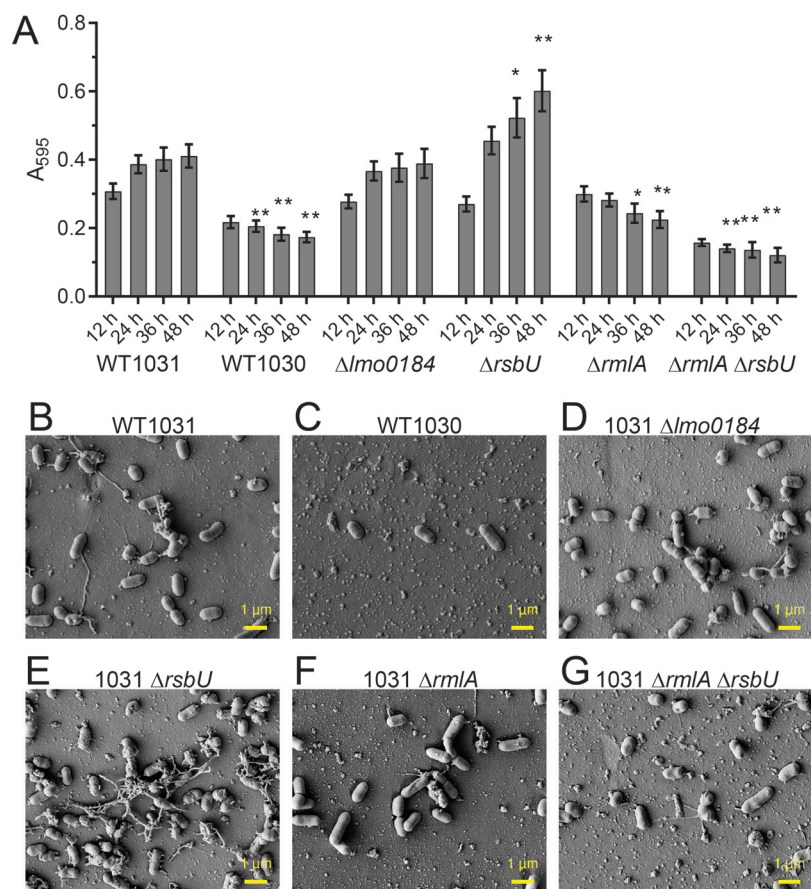 A
0.8
0.6
0.4
0.2
0.0
A595
** * ** ** ** * ** ** ** **
12 h 24 h 36 h 48 h 12 h 24 h 36 h 48 h 12 h 24 h 36 h 48 h 12 h 24 h 36 h 48 h 12 h 24 h 36 h 48 h 12 h 24 h 36 h 48 h
WT1031 WT1030 Δlmo0184 ΔrsbU ΔrmlA ΔrmlA ΔrsbU
B WT1031
C WT1030
D 1031 Δlmo0184
1 μm 1 μm 1 μm
E 1031 ΔrsbU
F 1031 ΔrmlA
G 1031 ΔrmlA ΔrsbU
1 μm 1 μm 1 μm